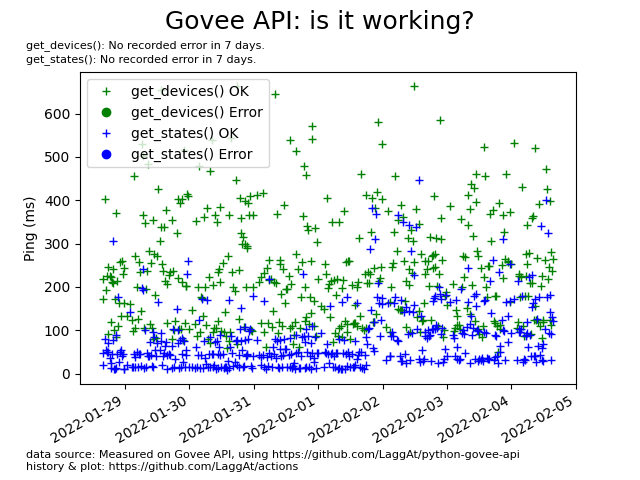 Govee API: is it working?
get_devices(): No recorded error in 7 days.
get_states(): No recorded error in 7 days.
get_devices() OK
get_devices() Error
get_states() OK
get_states() Error
Ping (ms)
600
500
400
300
200
100
0
2022-01-29
2022-01-30
2022-01-31
2022-02-01
2022-02-02
2022-02-03
2022-02-04
2022-02-05
data source: Measured on Govee API, using https://github.com/LaggAt/python-govee-api
history & plot: https://github.com/LaggAt/actions